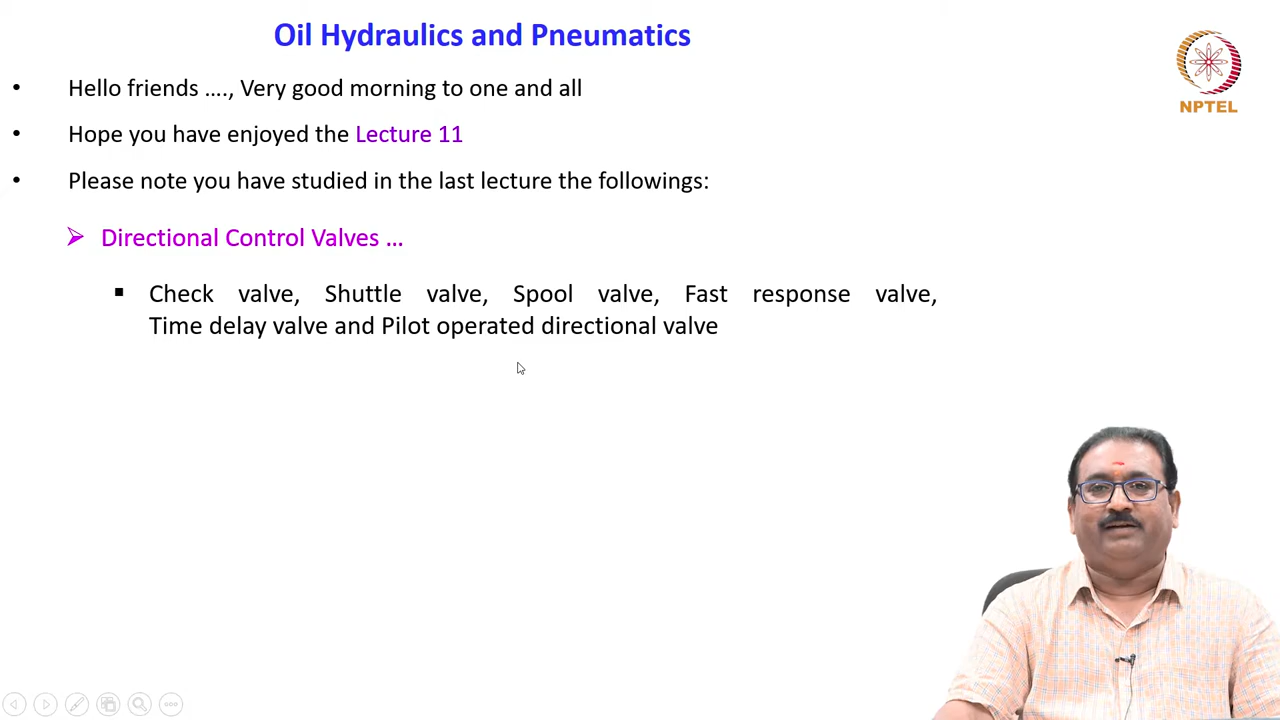 Oil Hydraulics and Pneumatics
NPTEL
• Hello friends ...., Very good morning to one and all
• Hope you have enjoyed the Lecture 11
• Please note you have studied in the last lecture the followings:
➢ Directional Control Valves ...
▪ Check valve, Shuttle valve, Spool valve, Fast response valve,
Time delay valve and Pilot operated directional valve